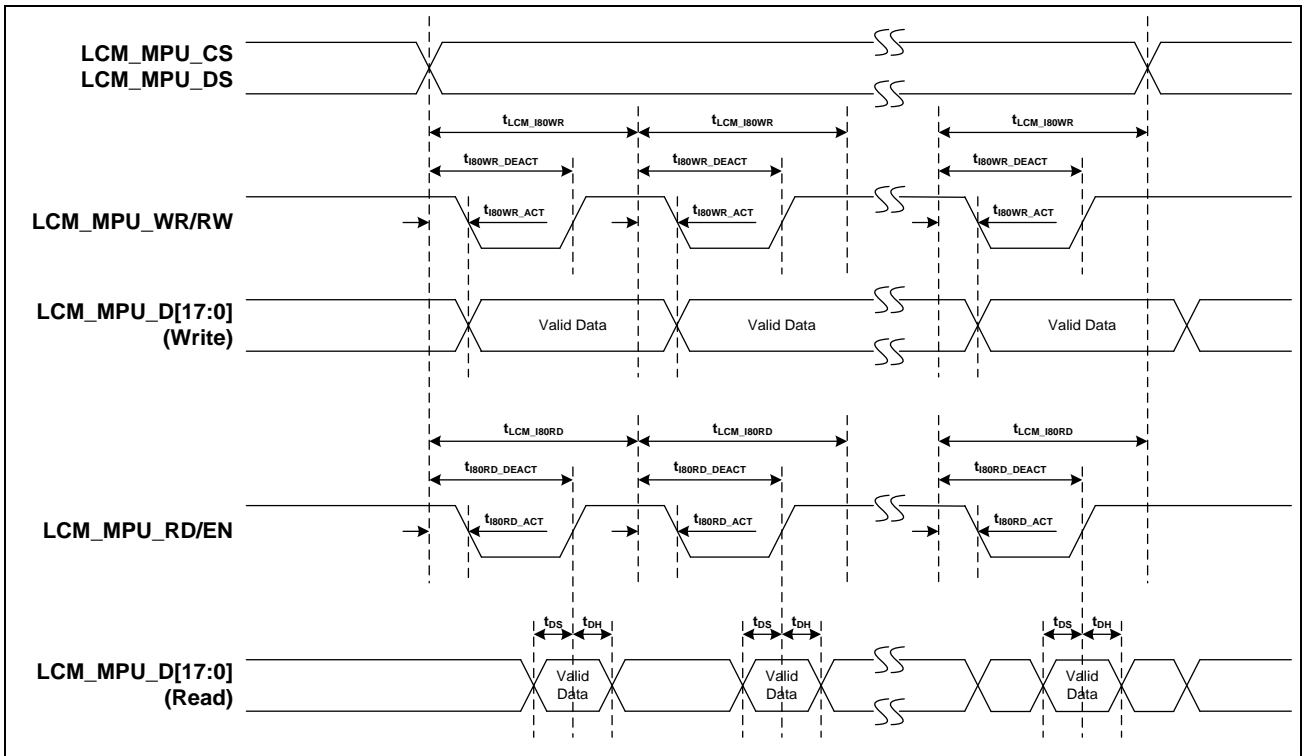 LCM_MPU_CS
LCM_MPU_DS
tLCM_I80WR tLCM_I80WR tLCM_I80WR
tI80WR_DEACT tI80WR_DEACT tI80WR_DEACT
LCM_MPU_WR/RW
tI80WR_ACT tI80WR_ACT tI80WR_ACT
LCM_MPU_D[17:0]
(Write)
Valid Data Valid Data Valid Data
tLCM_I80RD tLCM_I80RD tLCM_I80RD
tI80RD_DEACT tI80RD_DEACT tI80RD_DEACT
LCM_MPU_RD/EN
tI80RD_ACT tI80RD_ACT tI80RD_ACT
tDS tDH tDS tDH tDS tDH
LCM_MPU_D[17:0]
(Read)
Valid Valid Valid
Data Data Data